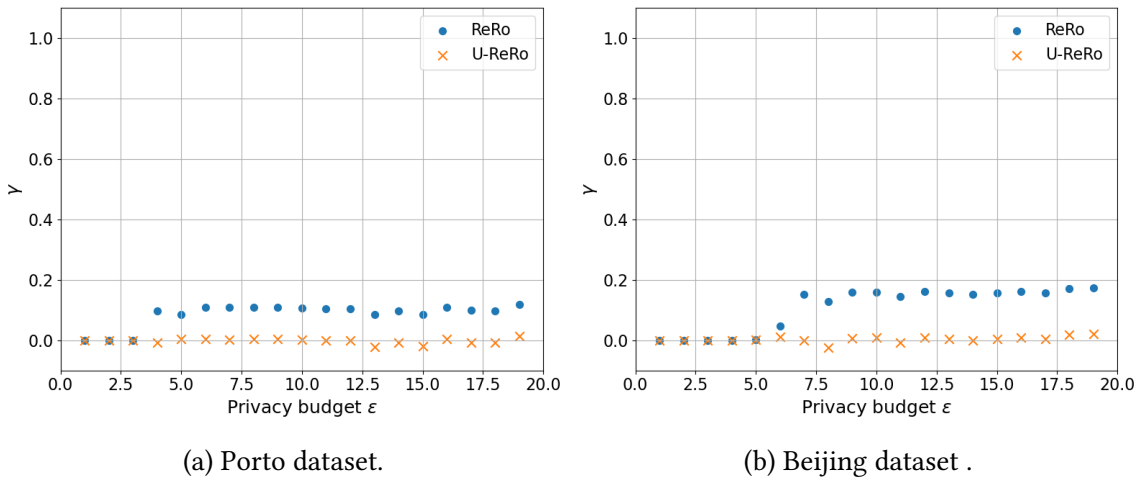 ReRo
U-ReRo
1.0
0.8
0.6
0.4
0.2
0.0
γ
0.0 2.5 5.0 7.5 10.0 12.5 15.0 17.5 20.0
Privacy budget ε
(a) Porto dataset.
ReRo
U-ReRo
1.0
0.8
0.6
0.4
0.2
0.0
γ
0.0 2.5 5.0 7.5 10.0 12.5 15.0 17.5 20.0
Privacy budget ε
(b) Beijing dataset .